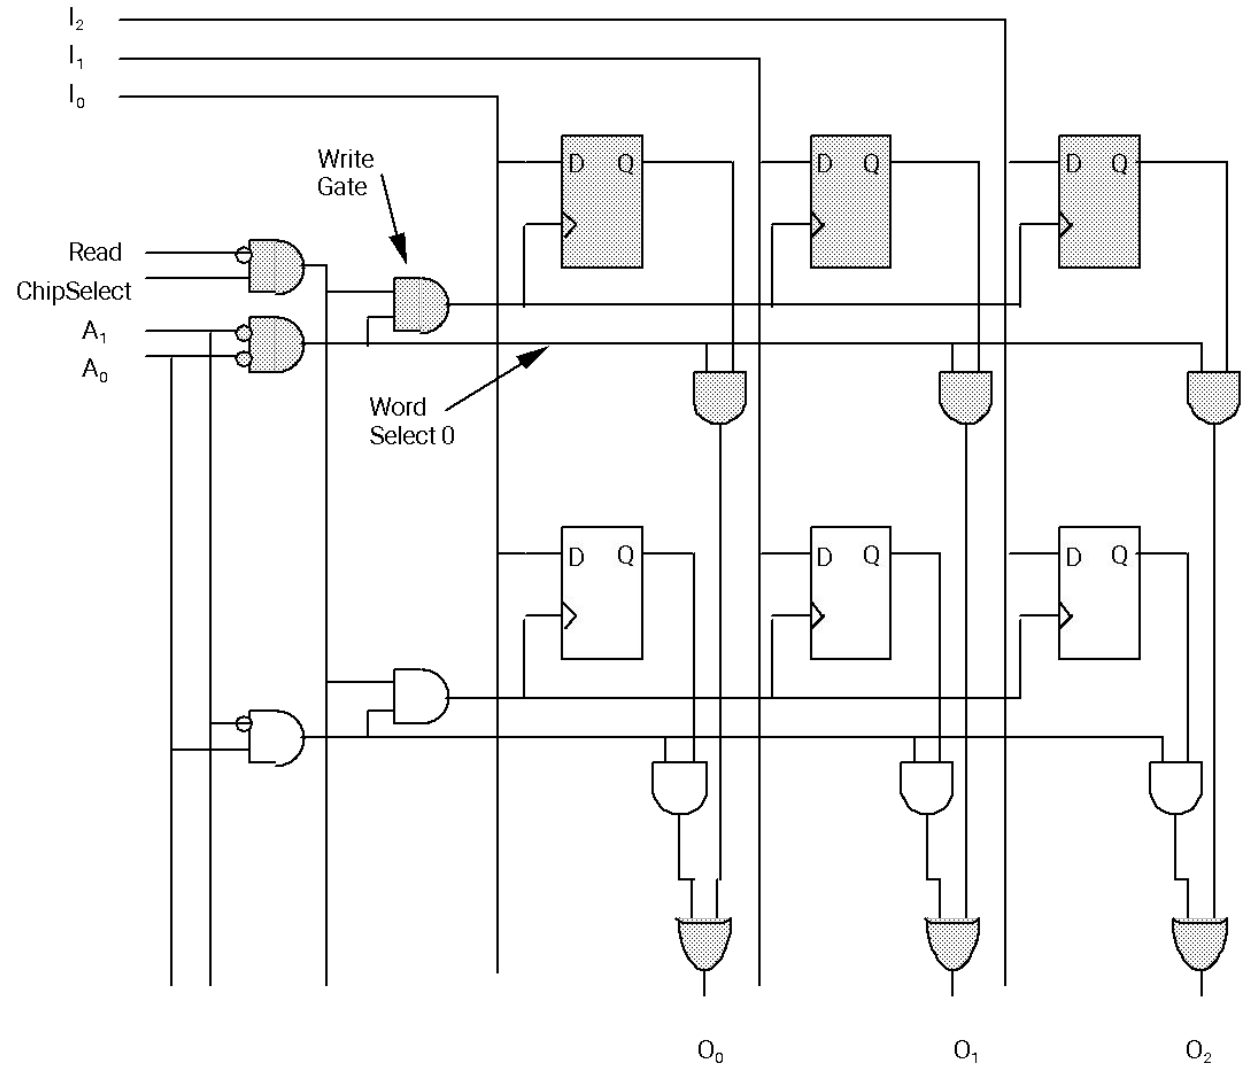 I₂
I₁
I₀
Write
Gate
D Q
D Q
D Q
Read
ChipSelect
A₁
A₀
Word
Select 0
D Q
D Q
D Q
O₀
O₁
O₂